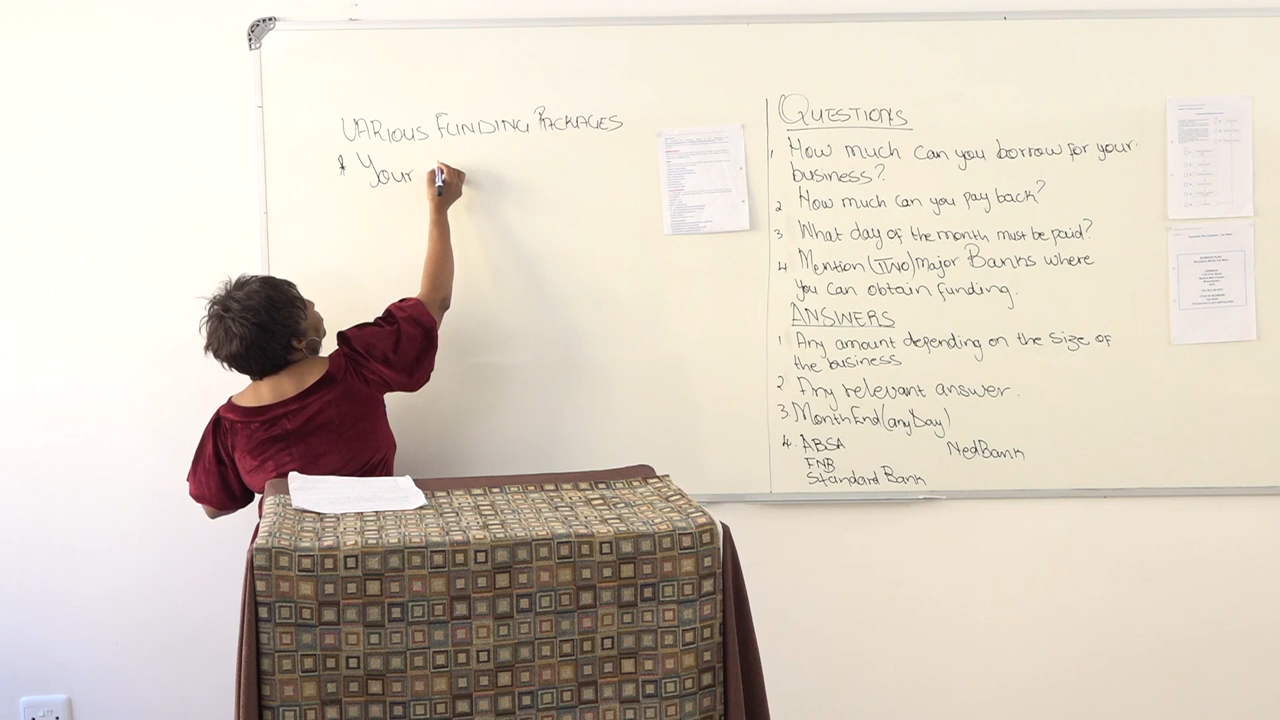 VARIOUS FUNDING PACKAGES
* Y
Your
QUESTIONS
1. How much can you borrow for your
business?
2 How much can you pay back?
3 What day of the month must be paid?
4 Mention (TWO) Major Banks where
you can obtain funding.
ANSWERS
1 Any amount depending on the size of
the business
2 Any relevant answer.
3. Month End (any Day)
4. ABSA NedBank
FNB
Standard Bank